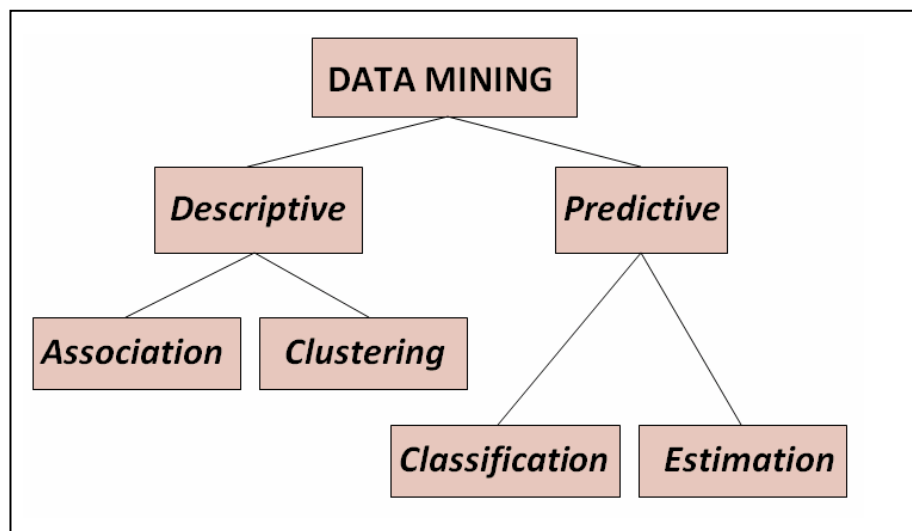 DATA MINING
Descriptive
Predictive
Association
Clustering
Classification
Estimation